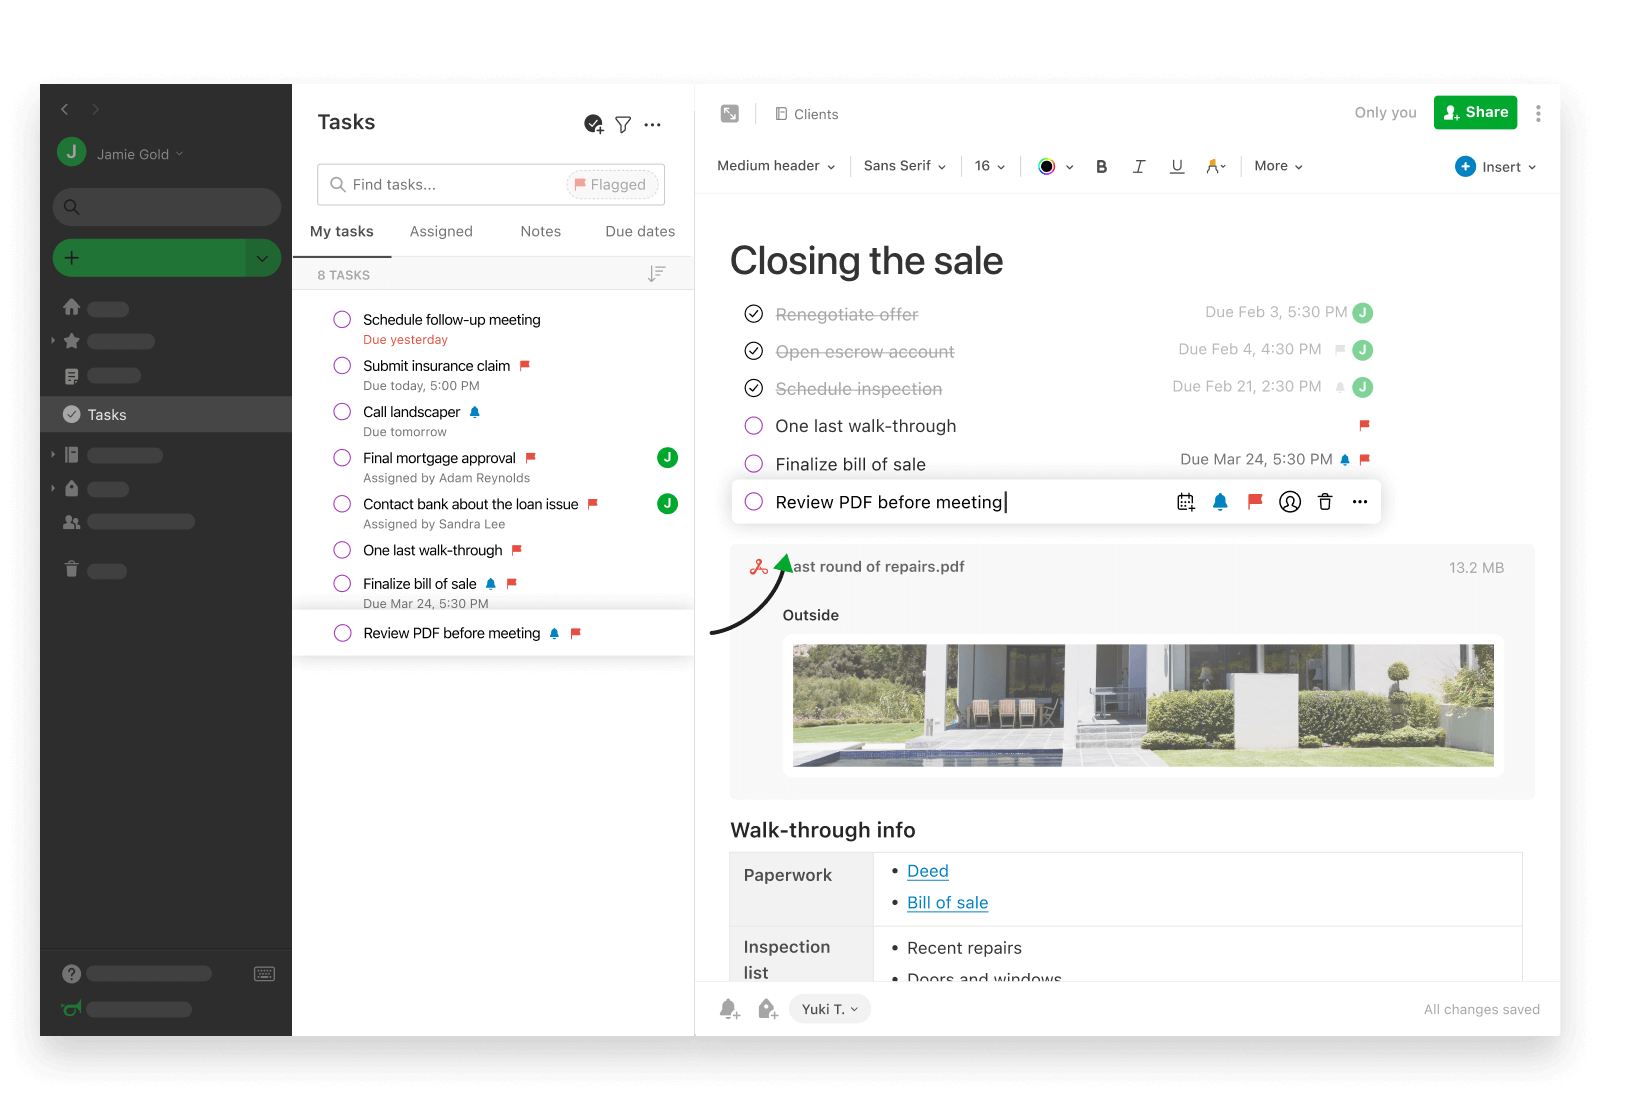 J
Jamie Gold
Tasks
Tasks
Find tasks...
Flagged
My tasks
Assigned
Notes
Due dates
8 TASKS
Schedule follow-up meeting
Due yesterday
Submit insurance claim
Due today, 5:00 PM
Call landscaper
Due tomorrow
Final mortgage approval
J
Assigned by Adam Reynolds
Contact bank about the loan issue
J
Assigned by Sandra Lee
One last walk-through
Finalize bill of sale
Due Mar 24, 5:30 PM
Review PDF before meeting
Clients
Only you
Share
Medium header
Sans Serif
16
B
I
U
A
More
Insert
Closing the sale
Renegotiate offer
Due Feb 3, 5:30 PM
J
Open escrow account
Due Feb 4, 4:30 PM
J
Schedule inspection
Due Feb 21, 2:30 PM
J
One last walk-through
Finalize bill of sale
Due Mar 24, 5:30 PM
Review PDF before meeting
round of repairs.pdf
13.2 MB
Outside
Walk-through info
Paperwork
• Deed
• Bill of sale
Inspection
list
• Recent repairs
• Doors and windows
Yuki T.
All changes saved